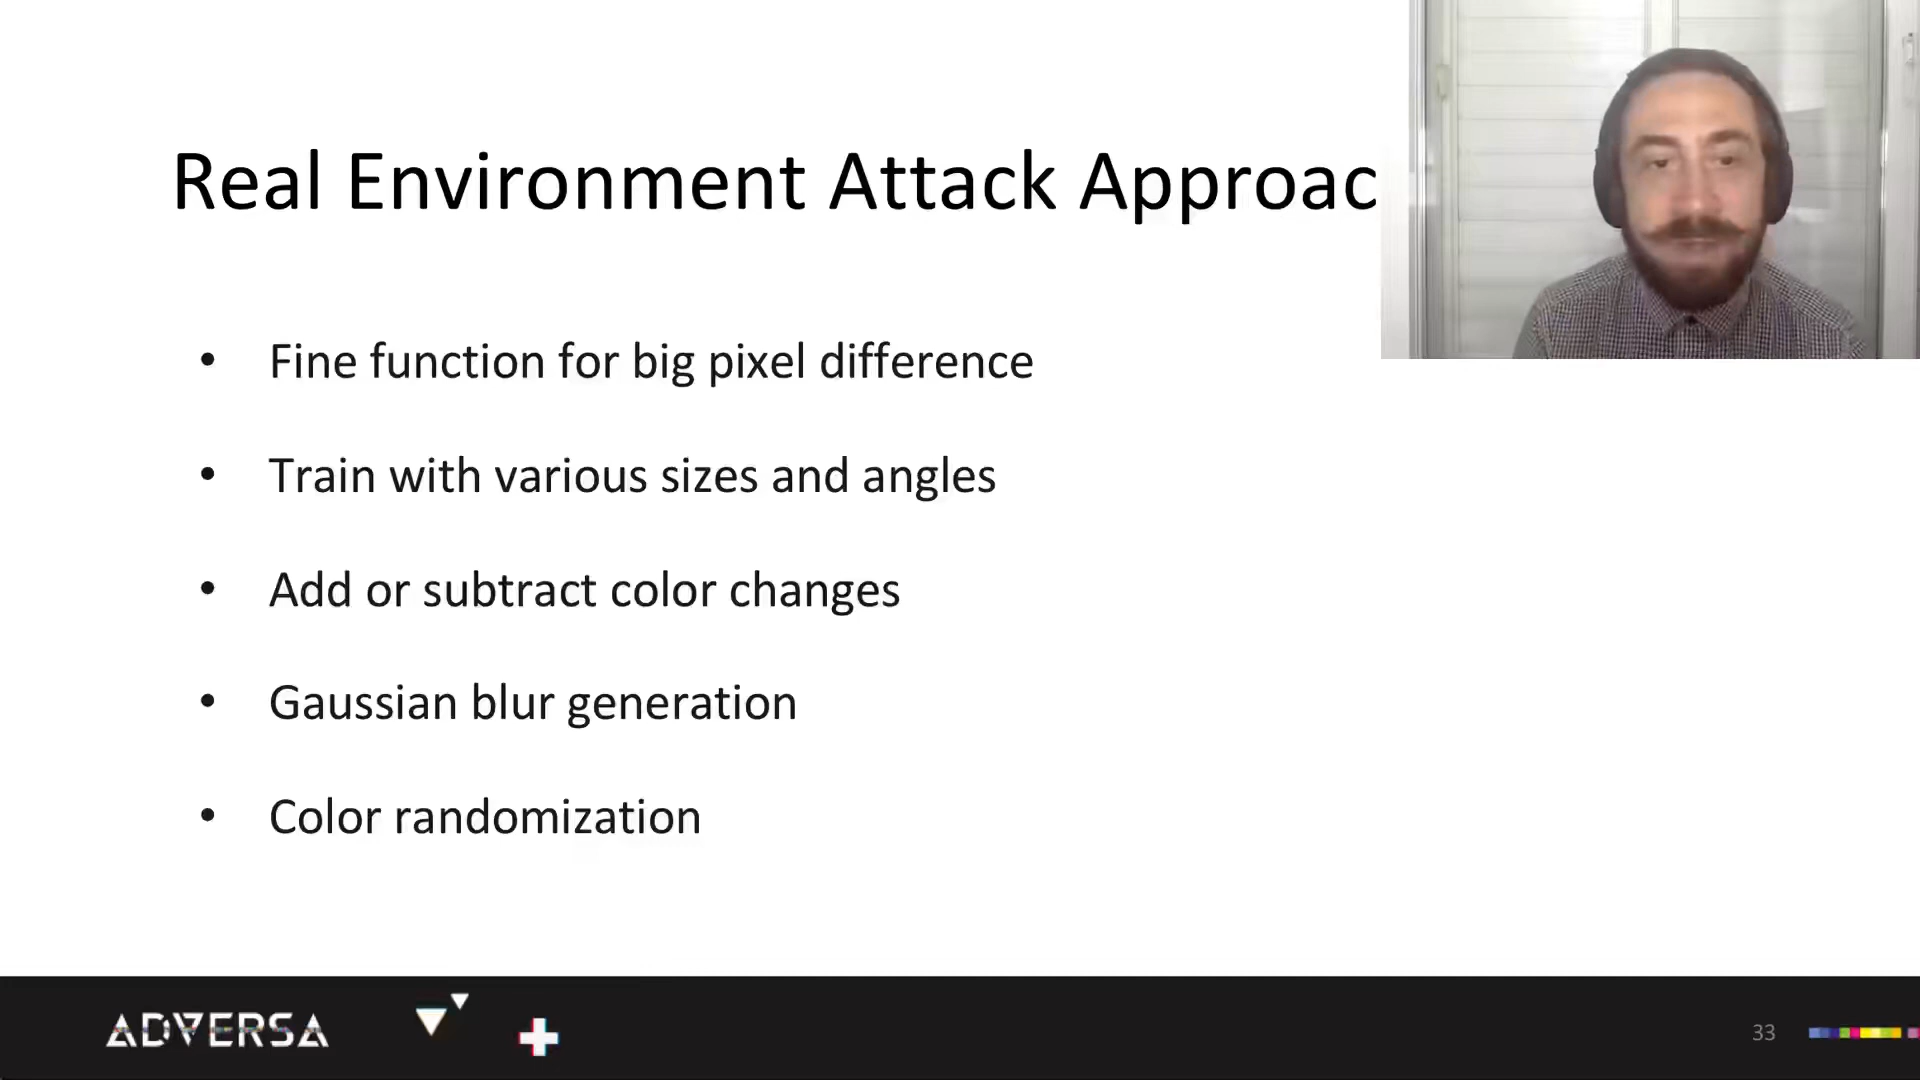 Real Environment Attack Approac
• Fine function for big pixel difference
• Train with various sizes and angles
• Add or subtract color changes
• Gaussian blur generation
• Color randomization
ADVERSA
33